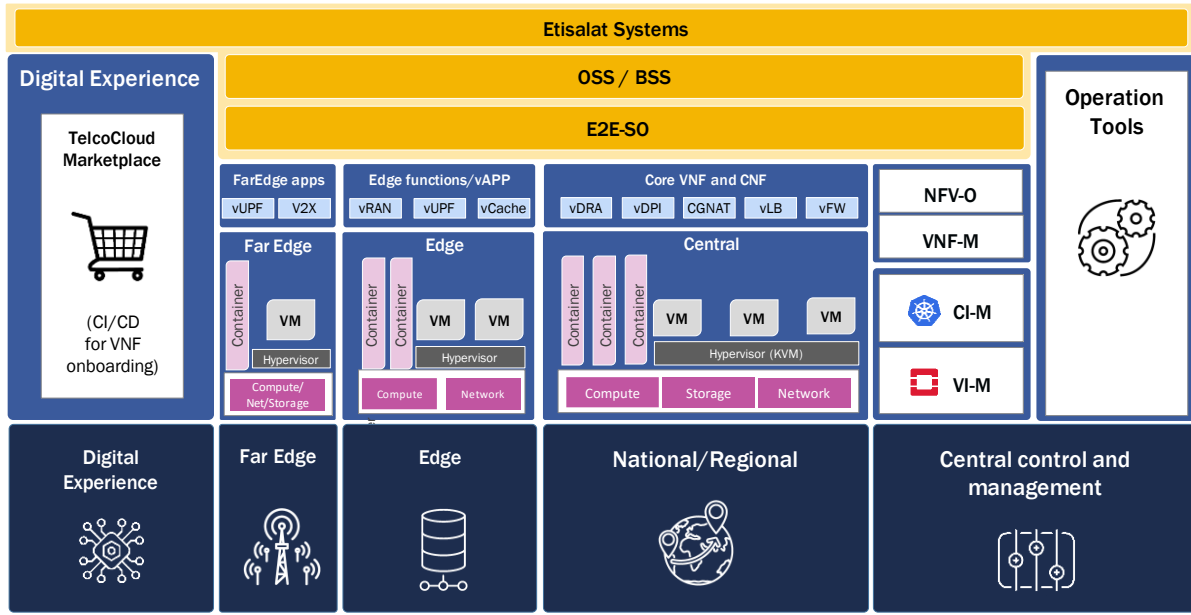 Etisalat Systems
Digital Experience
OSS / BSS
E2E-SO
Operation
Tools
TelcoCloud
Marketplace
(CI/CD
for VNF
onboarding)
FarEdge apps
vUPF
V2X
Edge functions/vAPP
vRAN
vUPF
vCache
Core VNF and CNF
vDRA
vDPI
CGNAT
vLB
vFW
NFV-O
VNF-M
Far Edge
Container
VM
Hypervisor
Compute/
Net/Storage
Edge
Container
Container
VM
VM
Hypervisor
Compute
Network
Central
Container
Container
Container
VM
VM
VM
Hypervisor (KVM)
Compute
Storage
Network
CI-M
VI-M
Digital
Experience
Far Edge
Edge
National/Regional
Central control and
management